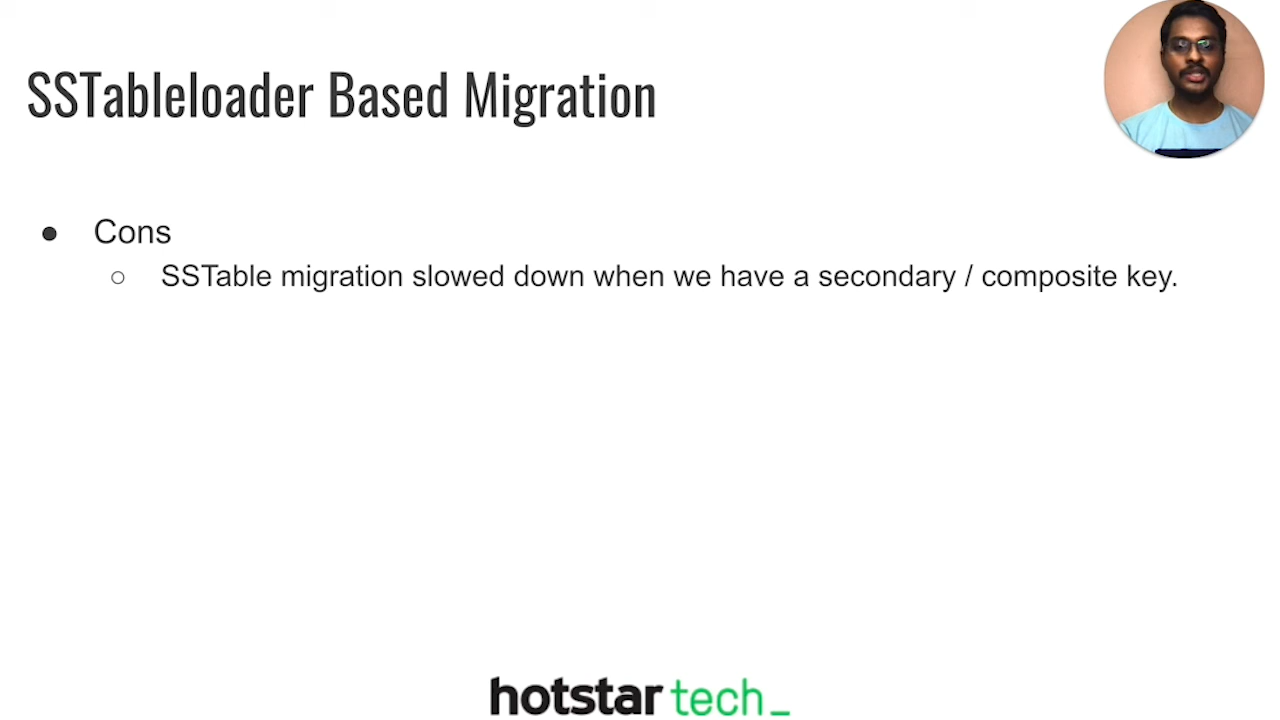 SSTableloader Based Migration
● Cons
○ SSTable migration slowed down when we have a secondary / composite key.
hotstar tech_